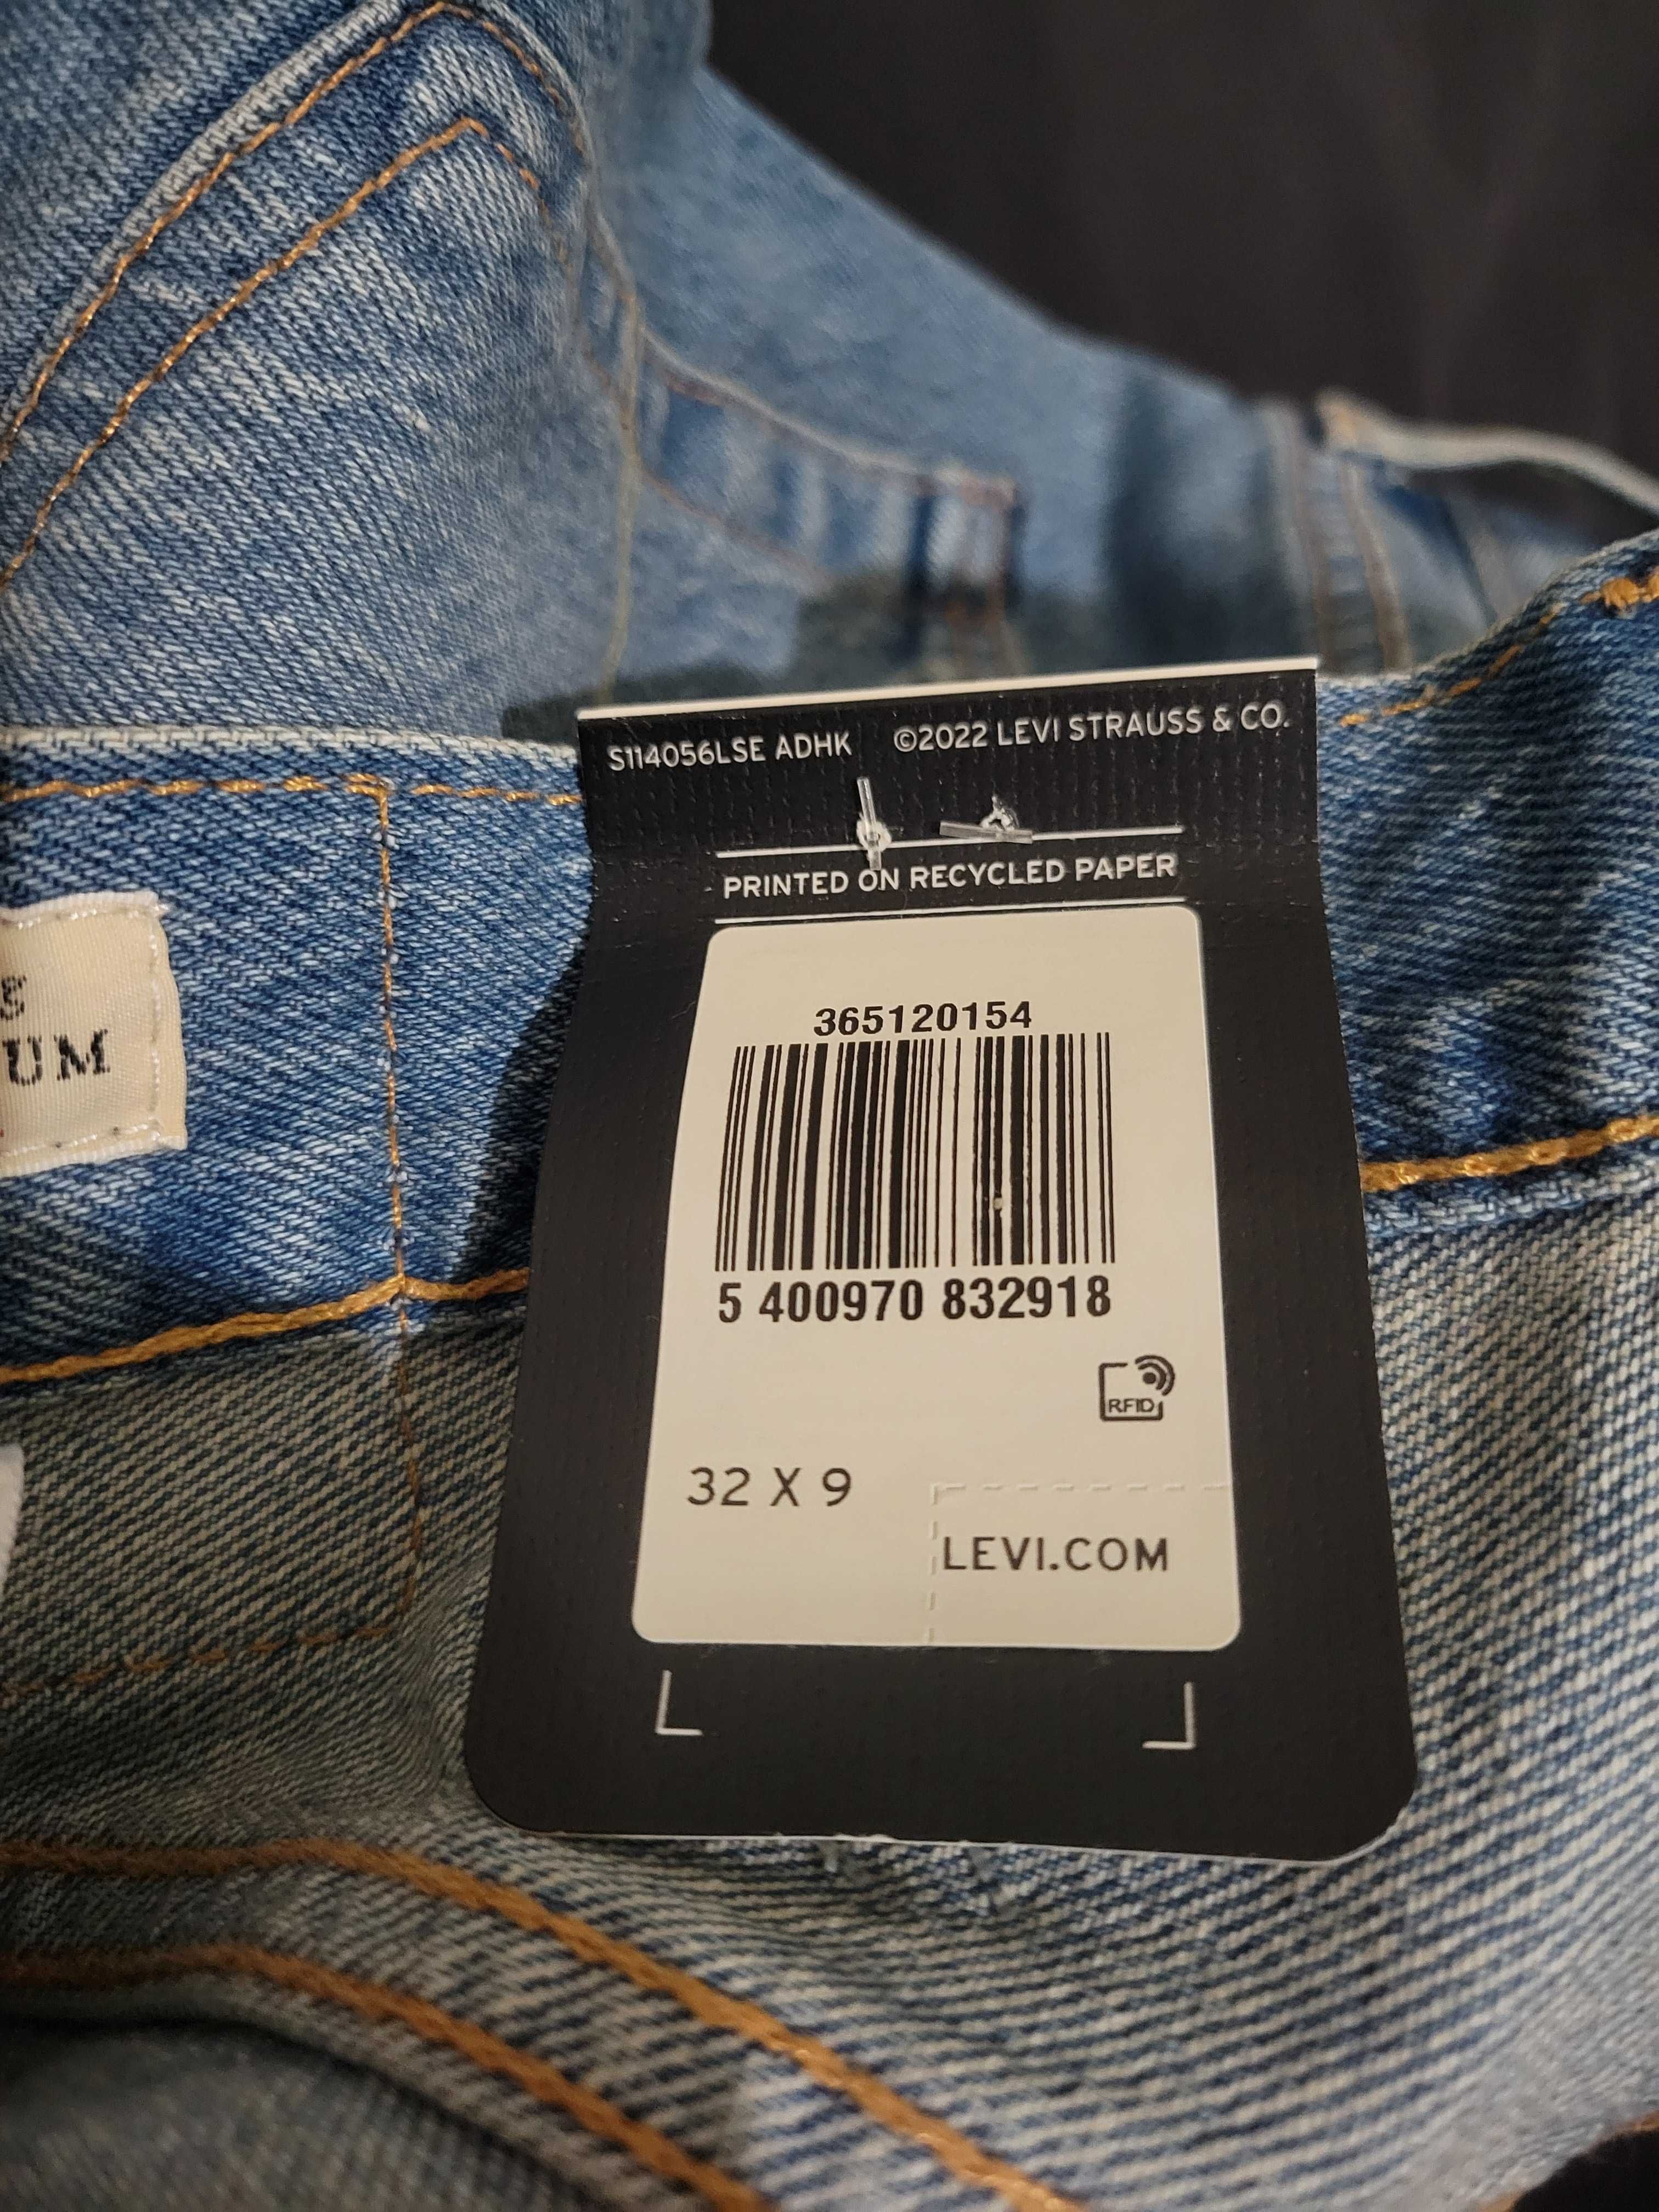 S114056LSE ADHK ©2022 LEVI STRAUSS & CO.
PRINTED ON RECYCLED PAPER
365120154
5 400970 832918
RFID
32 X 9
LEVI.COM
UM